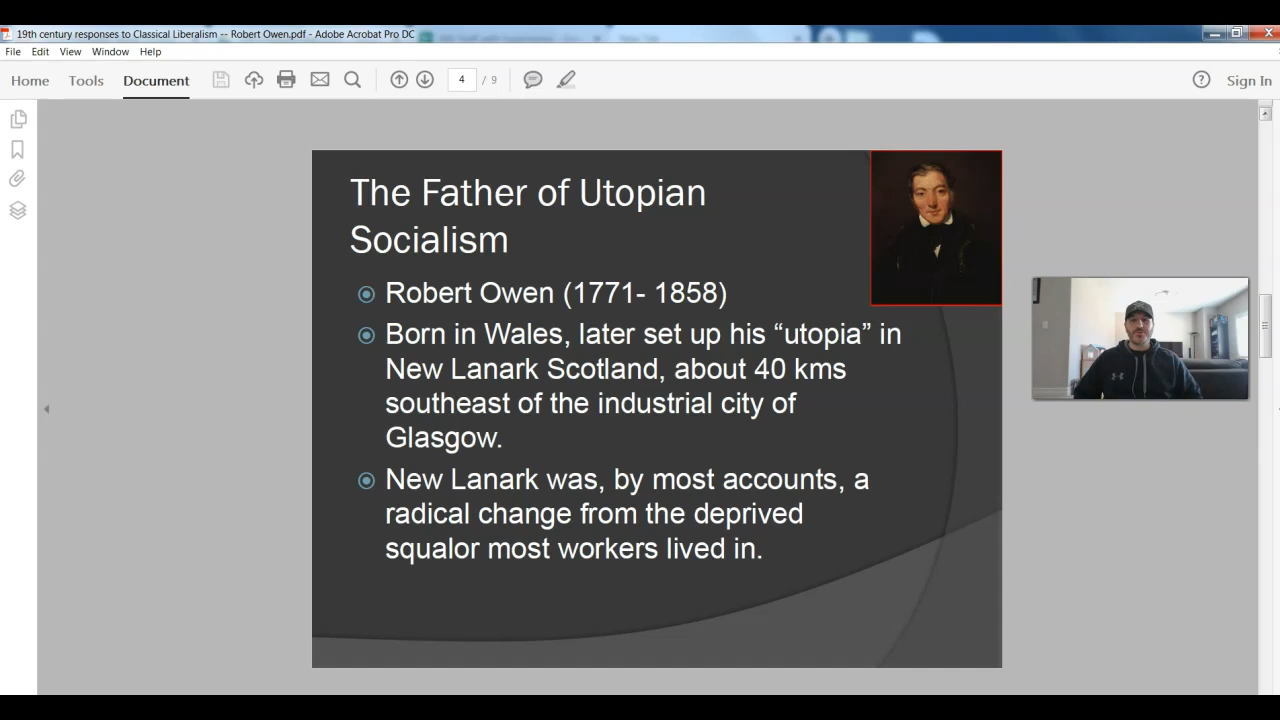 19th century responses to Classical Liberalism -- Robert Owen.pdf - Adobe Acrobat Pro DC
File Edit View Window Help
Home Tools Document 4 / 9 Sign In
The Father of Utopian
Socialism
Robert Owen (1771- 1858)
Born in Wales, later set up his “utopia” in
New Lanark Scotland, about 40 kms
southeast of the industrial city of
Glasgow.
New Lanark was, by most accounts, a
radical change from the deprived
squalor most workers lived in.